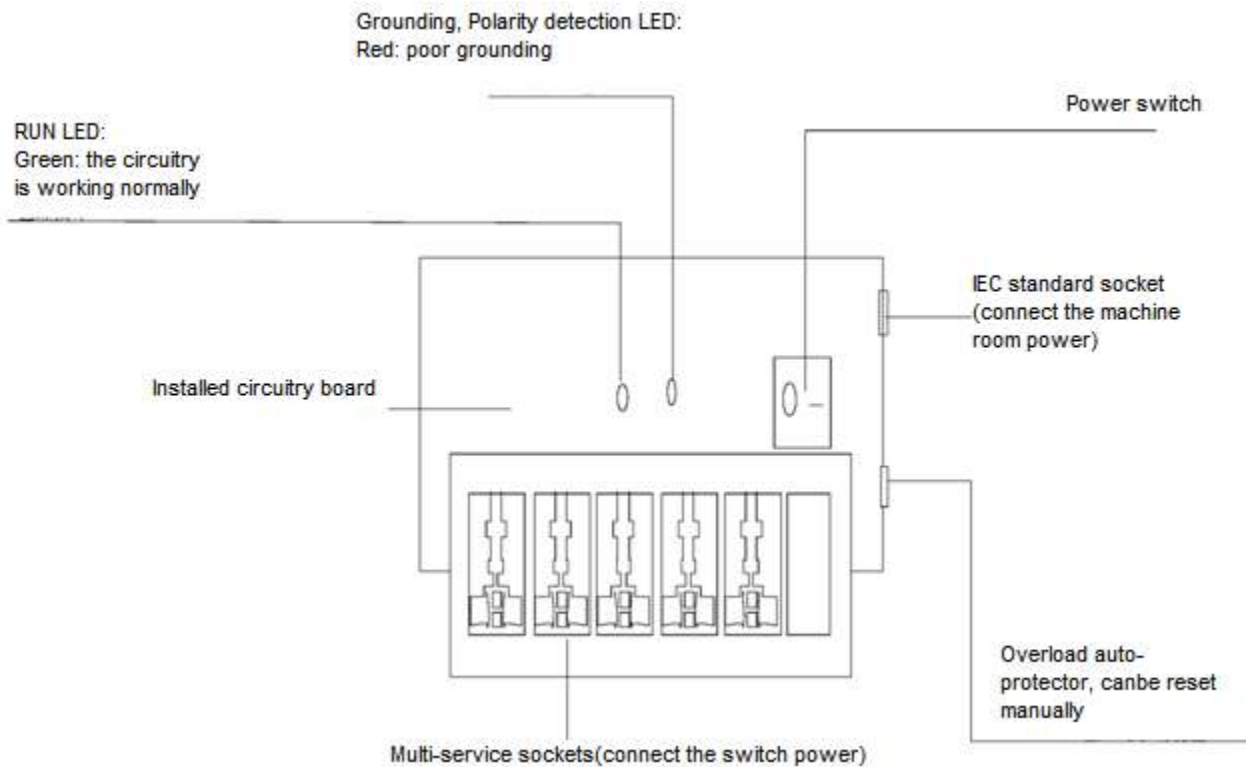 Grounding, Polarity detection LED:
Red: poor grounding
Power switch
RUN LED:
Green: the circuitry
is working normally
IEC standard socket
(connect the machine
room power)
Installed circuitry board
Overload auto-
protector, canbe reset
manually
Multi-service sockets(connect the switch power)